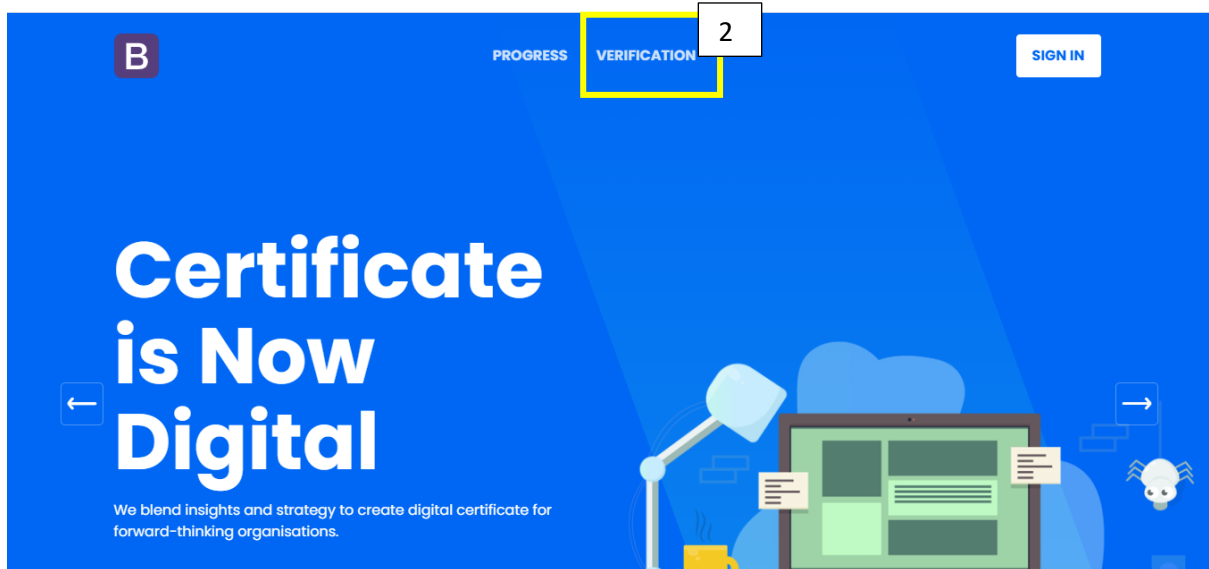 B
PROGRESS VERIFICATION 2 SIGN IN
Certificate
is Now
Digital
We blend insights and strategy to create digital certificate for
forward-thinking organisations.